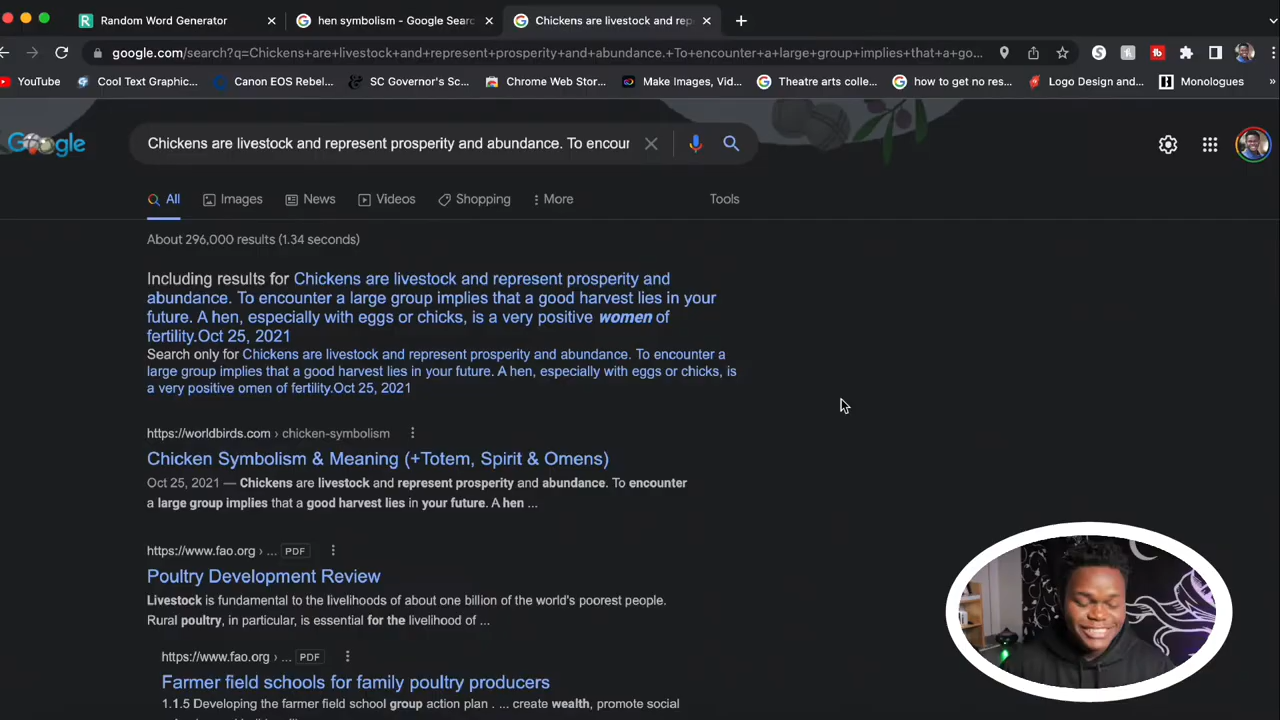 Random Word Generator
hen symbolism - Google Searc
Chickens are livestock and rep
google.com/search?q=Chickens+are+livestock+and+represent+prosperity+and+abundance.+To+encounter+a+large+group+implies+that+a+go...
YouTube
Cool Text Graphic...
Canon EOS Rebel...
SC Governor's Sc...
Chrome Web Stor...
Make Images, Vid...
Theatre arts colle...
how to get no res...
Logo Design and...
Monologues
Google
Chickens are livestock and represent prosperity and abundance. To encour
All
Images
News
Videos
Shopping
More
Tools
About 296,000 results (1.34 seconds)
Including results for Chickens are livestock and represent prosperity and
abundance. To encounter a large group implies that a good harvest lies in your
future. A hen, especially with eggs or chicks, is a very positive women of
fertility.Oct 25, 2021
Search only for Chickens are livestock and represent prosperity and abundance. To encounter a
large group implies that a good harvest lies in your future. A hen, especially with eggs or chicks, is
a very positive omen of fertility.Oct 25, 2021
https://worldbirds.com › chicken-symbolism
Chicken Symbolism & Meaning (+Totem, Spirit & Omens)
Oct 25, 2021 — Chickens are livestock and represent prosperity and abundance. To encounter
a large group implies that a good harvest lies in your future. A hen ...
https://www.fao.org › ... PDF
Poultry Development Review
Livestock is fundamental to the livelihoods of about one billion of the world's poorest people.
Rural poultry, in particular, is essential for the livelihood of ...
https://www.fao.org › ... PDF
Farmer field schools for family poultry producers
1.1.5 Developing the farmer field school group action plan . ... create wealth, promote social